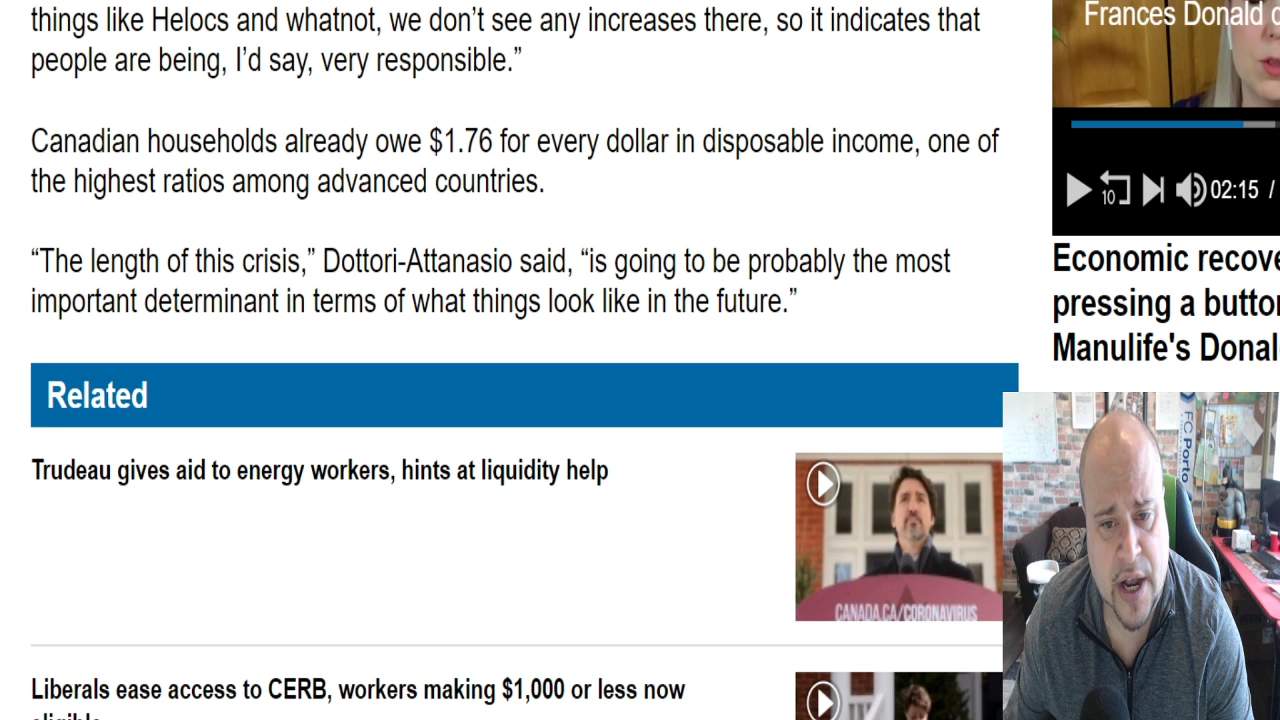 things like Helocs and whatnot, we don’t see any increases there, so it indicates that
people are being, I’d say, very responsible.”
Canadian households already owe $1.76 for every dollar in disposable income, one of
the highest ratios among advanced countries.
“The length of this crisis,” Dottori-Attanasio said, “is going to be probably the most
important determinant in terms of what things look like in the future.”
Related
Trudeau gives aid to energy workers, hints at liquidity help
CANADA.CA/CORONAVIRUS
Liberals ease access to CERB, workers making $1,000 or less now
Frances Donald
10
02:15 /
Economic
pressing a
Manulife's
FC Porto